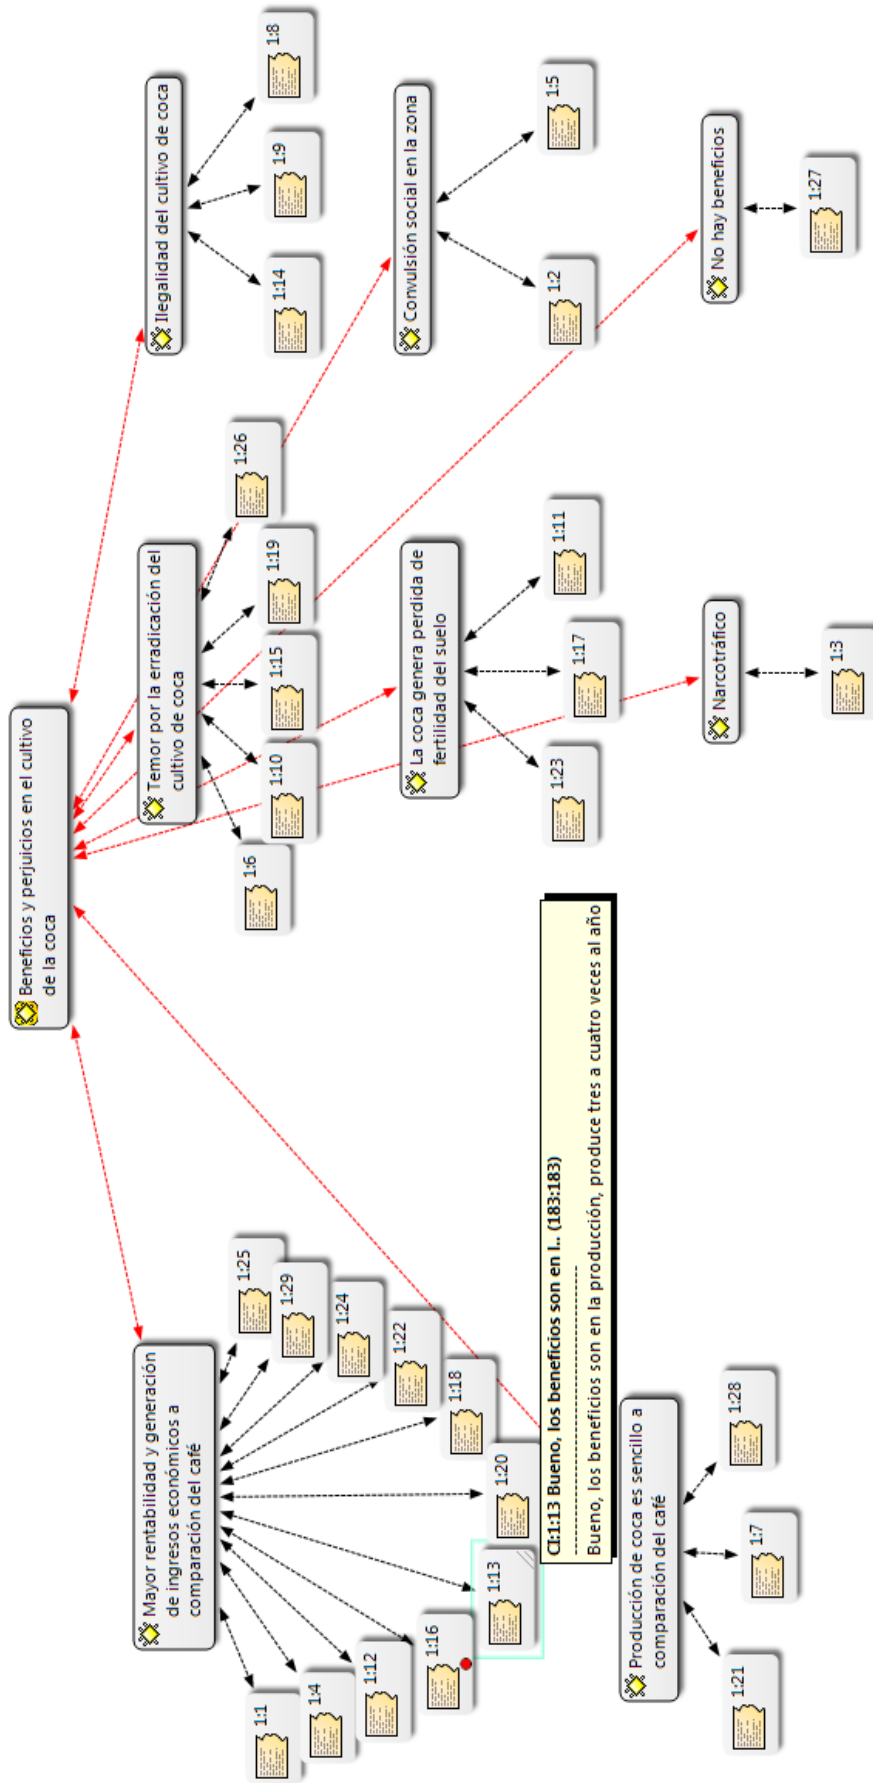 Beneficios y perjuicios en el cultivo
de la coca
Mayor rentabilidad y generación
de ingresos económicos a
comparación del café
1:1
1:4
1:12
1:16
1:13
1:20
1:18
1:22
1:24
1:29
1:25
CI:1:13 Bueno, los beneficios son en l.. (183:183)
Bueno, los beneficios son en la producción, produce tres a cuatro veces al año
Producción de coca es sencillo a
comparación del café
1:21
1:7
1:28
Temor por la erradicación del
cultivo de coca
1:6
1:10
1:15
1:19
1:26
La coca genera perdida de
fertilidad del suelo
1:23
1:17
1:11
Narcotráfico
1:3
Ilegalidad del cultivo de coca
1:14
1:9
1:8
Convulsión social en la zona
1:2
1:5
No hay beneficios
1:27